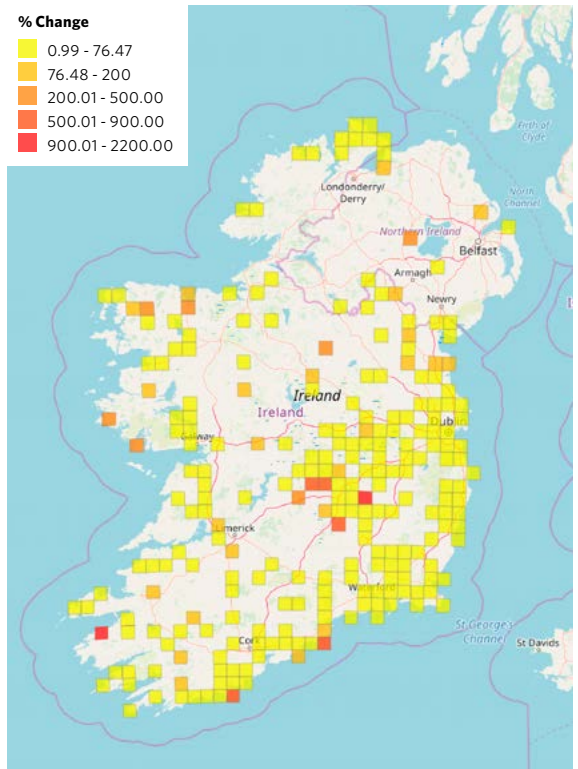 % Change
0.99 - 76.47
76.48 - 200
200.01 - 500.00
500.01 - 900.00
900.01 - 2200.00
Firth of
Clyde
Londonderry/
Derry
North
Channel
Northern Ireland
Belfast
Armagh
Newry
Ireland
Ireland
Dublin
Galway
Limerick
Waterford
St George's
Channel
St Davids
Cork